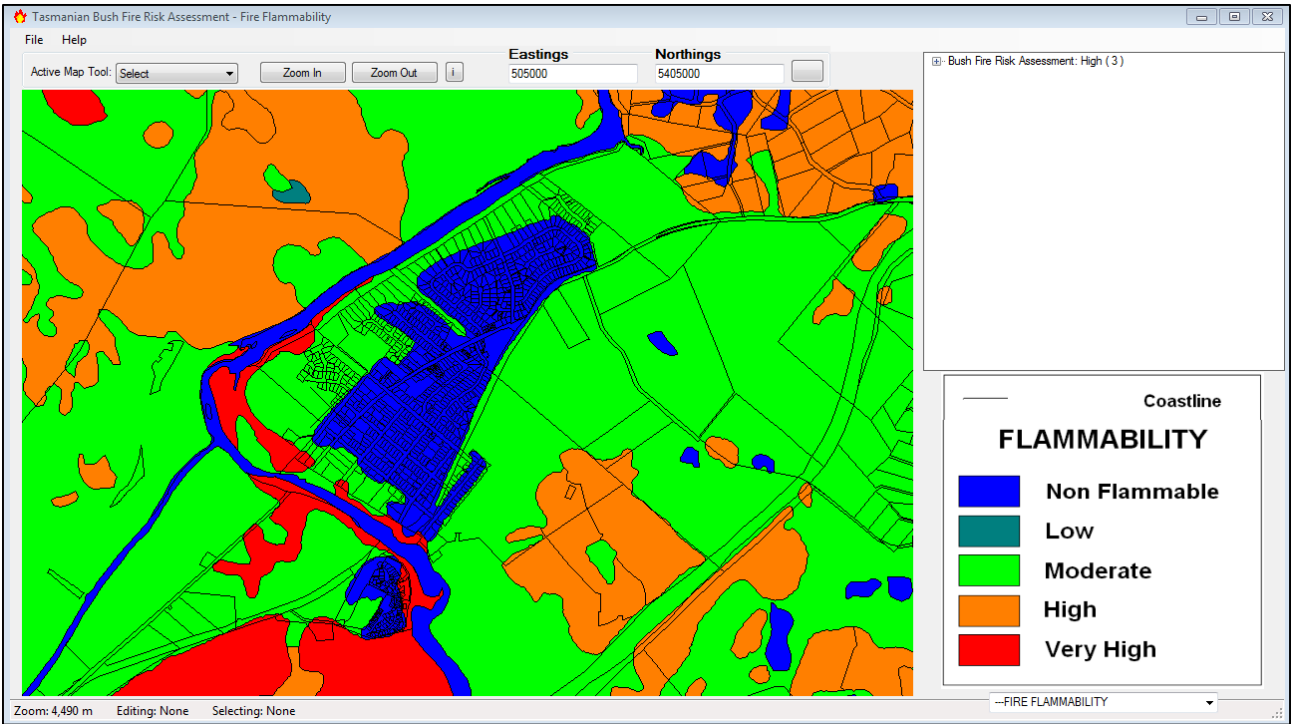 Tasmanian Bush Fire Risk Assessment - Fire Flammability
File Help
Eastings Northings
Active Map Tool: Select Zoom In Zoom Out i 505000 5405000
Bush Fire Risk Assessment: High ( 3 )
Coastline
FLAMMABILITY
Non Flammable
Low
Moderate
High
Very High
---FIRE FLAMMABILITY
Zoom: 4,490 m Editing: None Selecting: None